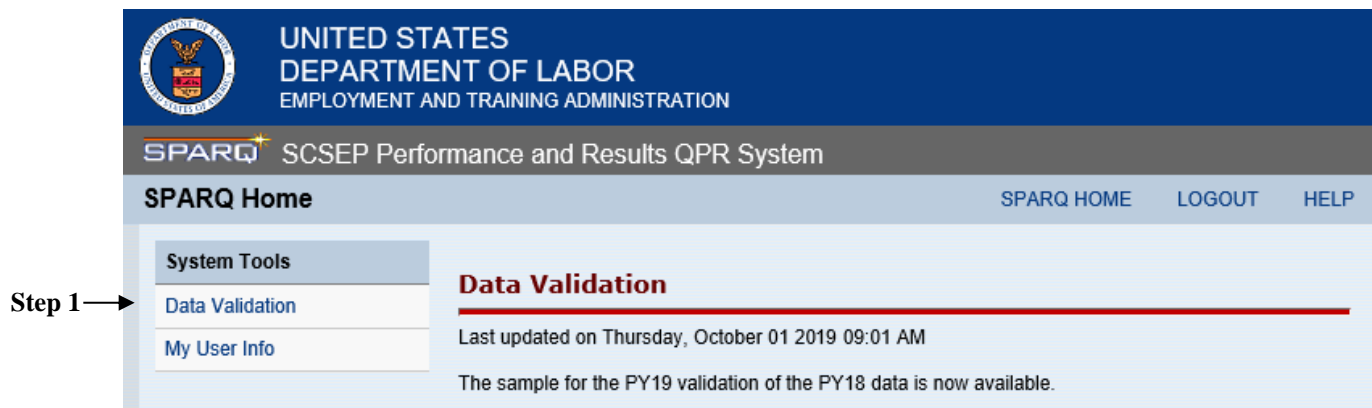 UNITED STATES
DEPARTMENT OF LABOR
EMPLOYMENT AND TRAINING ADMINISTRATION
SPARQ SCSEP Performance and Results QPR System
SPARQ Home SPARQ HOME LOGOUT HELP
System Tools
Data Validation
Step 1 Data Validation
Last updated on Thursday, October 01 2019 09:01 AM
My User Info
The sample for the PY19 validation of the PY18 data is now available.